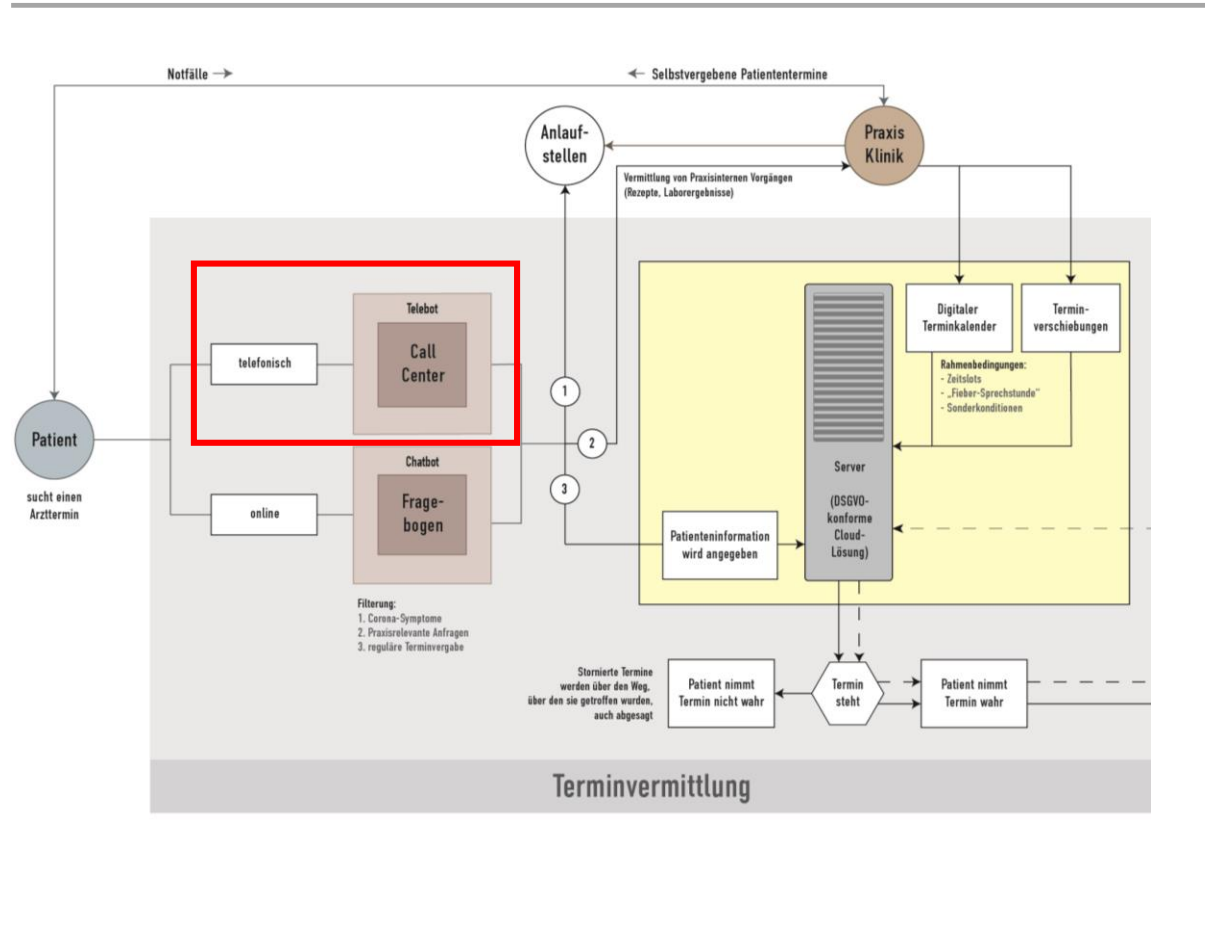 Notfälle →
← Selbstvergebene Patiententermine
Anlauf-
stellen
Praxis
Klinik
Vermittlung von Praxisinternen Vorgängen
(Rezepte, Laborergebnisse)
Telebot
Call
Center
telefonisch
Patient
sucht einen
Arzttermin
online
Chatbot
Frage-
bogen
Filterung:
1. Corona-Symptome
2. Praxisrelevante Anfragen
3. reguläre Terminvergabe
1
2
3
Digitaler
Terminkalender
Termin-
verschiebungen
Rahmenbedingungen:
- Zeitslots
- „Fieber-Sprechstunde“
- Sonderkonditionen
Server
(DSGVO-
konforme
Cloud-
Lösung)
Patienteninformation
wird angegeben
Stornierte Termine
werden über den Weg,
über den sie getroffen wurden,
auch abgesagt
Patient nimmt
Termin nicht wahr
Termin
steht
Patient nimmt
Termin wahr
Terminvermittlung